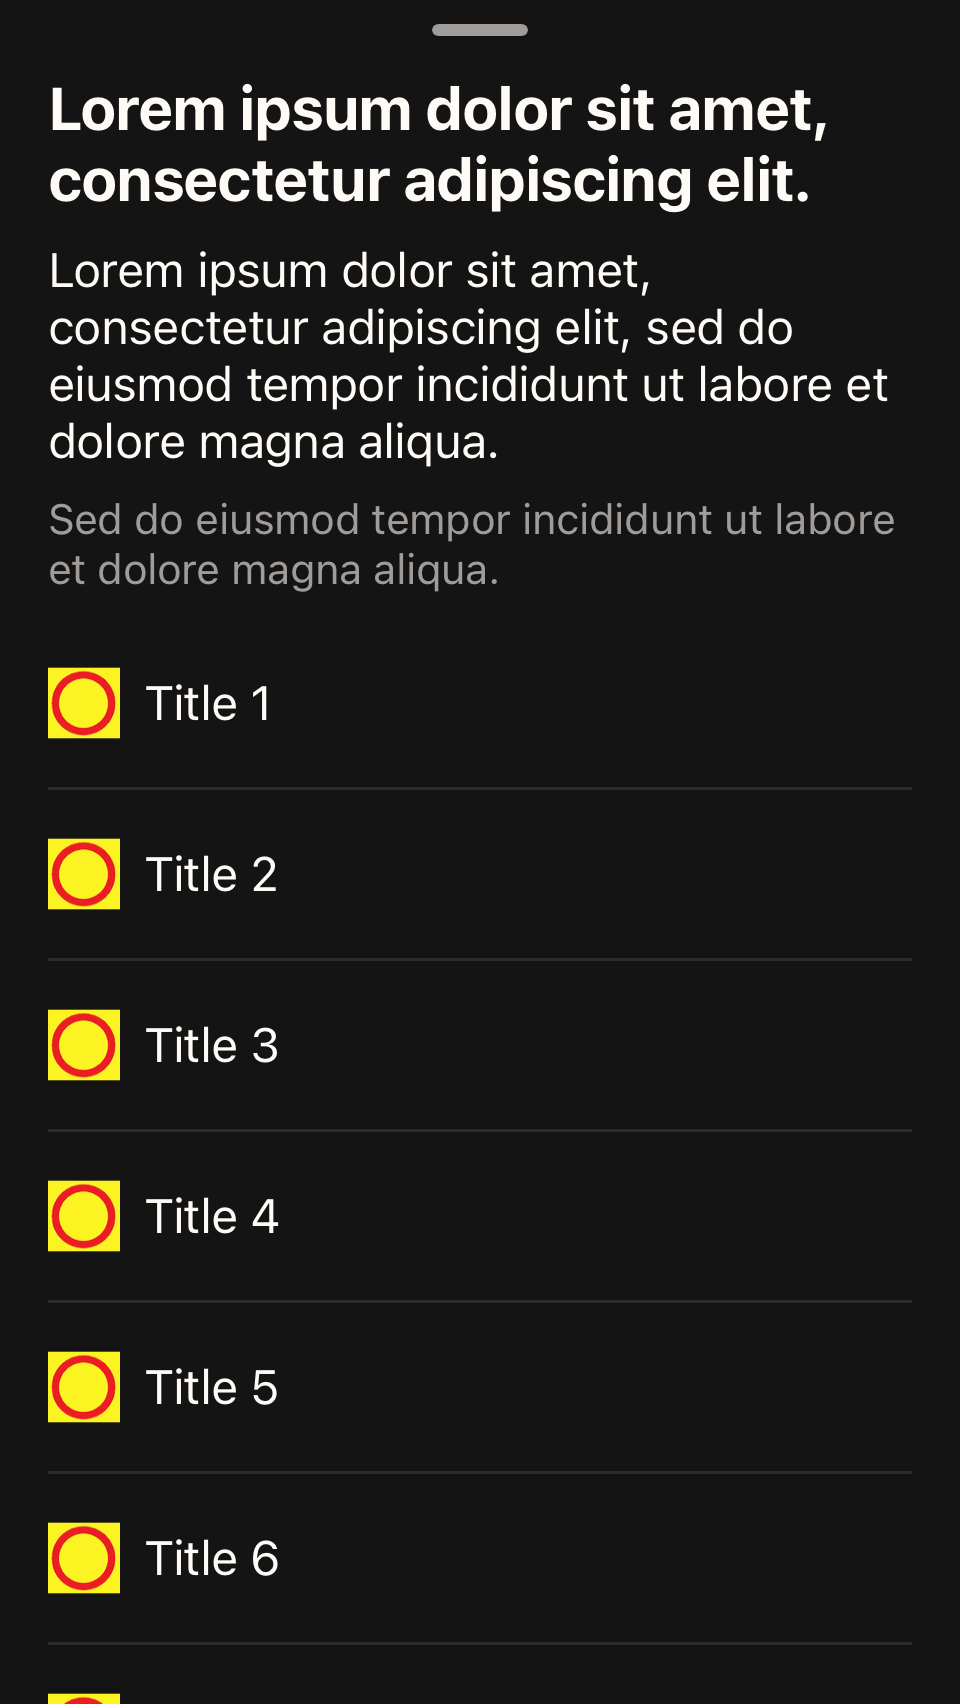 Lorem ipsum dolor sit amet,
consectetur adipiscing elit.
Lorem ipsum dolor sit amet,
consectetur adipiscing elit, sed do
eiusmod tempor incididunt ut labore et
dolore magna aliqua.
Sed do eiusmod tempor incididunt ut labore
et dolore magna aliqua.
Title 1
Title 2
Title 3
Title 4
Title 5
Title 6